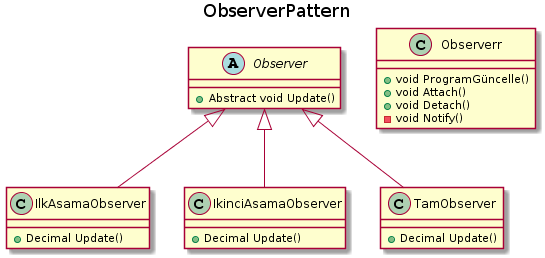 ObserverPattern
A Observer
Abstract void Update()
C Observerr
void ProgramGüncelle()
void Attach()
void Detach()
void Notify()
C IlkAsamaObserver
Decimal Update()
C IkinciAsamaObserver
Decimal Update()
C TamObserver
Decimal Update()